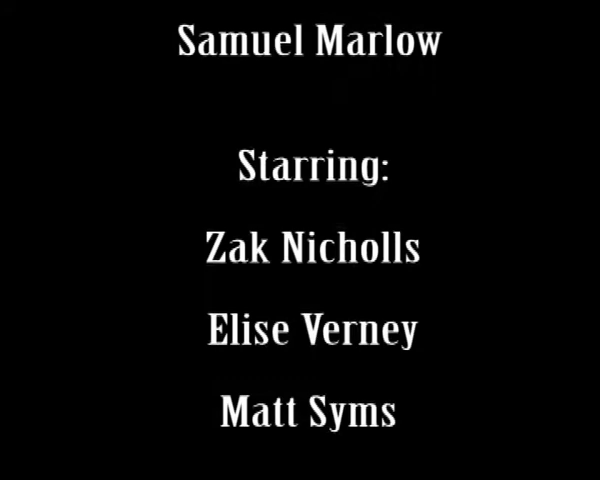 Samuel Marlow
Starring:
Zak Nicholls
Elise Verney
Matt Syms